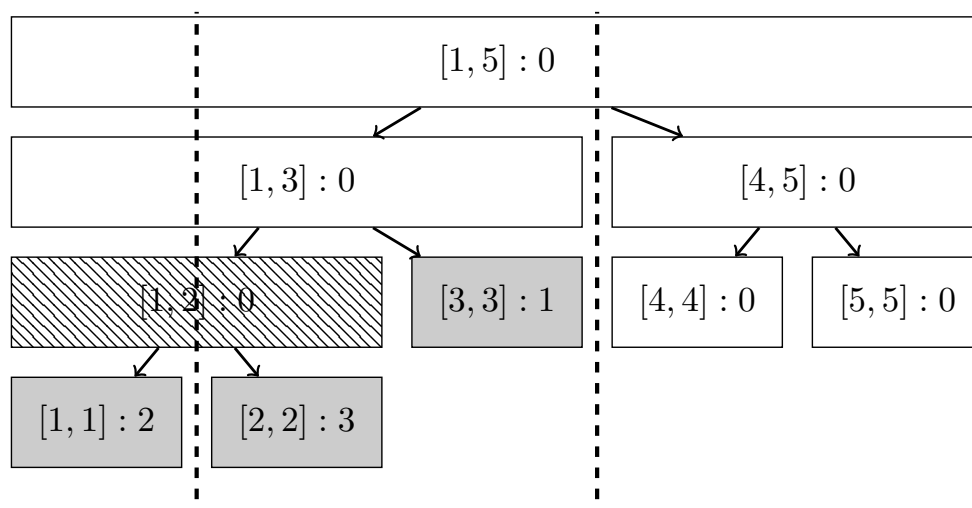 [1, 5] : 0
[1, 3] : 0 [4, 5] : 0
[1, 2] : 0 [3, 3] : 1 [4, 4] : 0 [5, 5] : 0
[1, 1] : 2 [2, 2] : 3